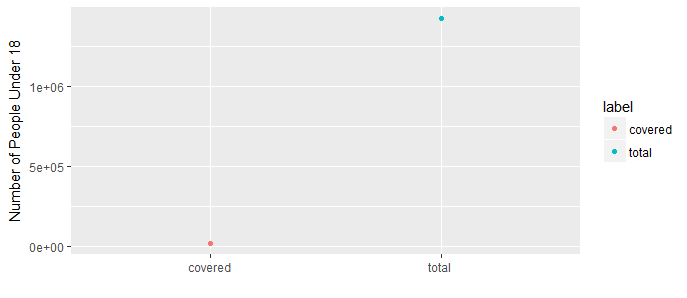 Number of People Under 18
1e+06
5e+05
0e+00
covered
total
label
covered
total